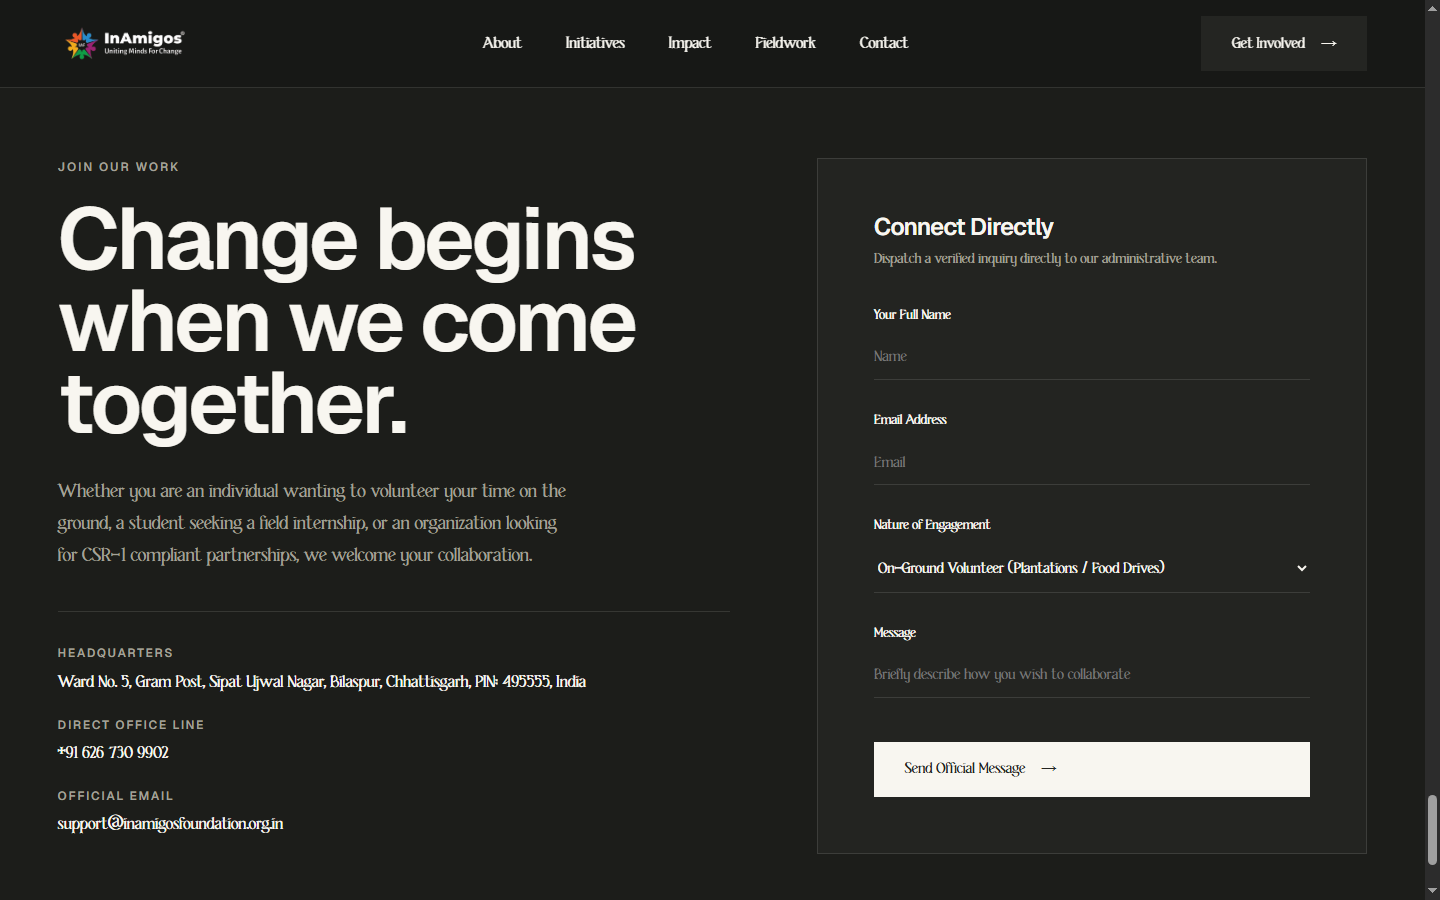 InAmigos®
Uniting Minds For Change
About
Initiatives
Impact
Fieldwork
Contact
Get Involved →
JOIN OUR WORK
Change begins
when we come
together.
Whether you are an individual wanting to volunteer your time on the
ground, a student seeking a field internship, or an organization looking
for CSR-1 compliant partnerships, we welcome your collaboration.
HEADQUARTERS
Ward No. 5, Gram Post, Sipat Ujwal Nagar, Bilaspur, Chhattisgarh, PIN: 495555, India
DIRECT OFFICE LINE
+91 626 730 9902
OFFICIAL EMAIL
support@inamigosfoundation.org.in
Connect Directly
Dispatch a verified inquiry directly to our administrative team.
Your Full Name
Name
Email Address
Email
Nature of Engagement
On-Ground Volunteer (Plantations / Food Drives)
Message
Briefly describe how you wish to collaborate
Send Official Message →